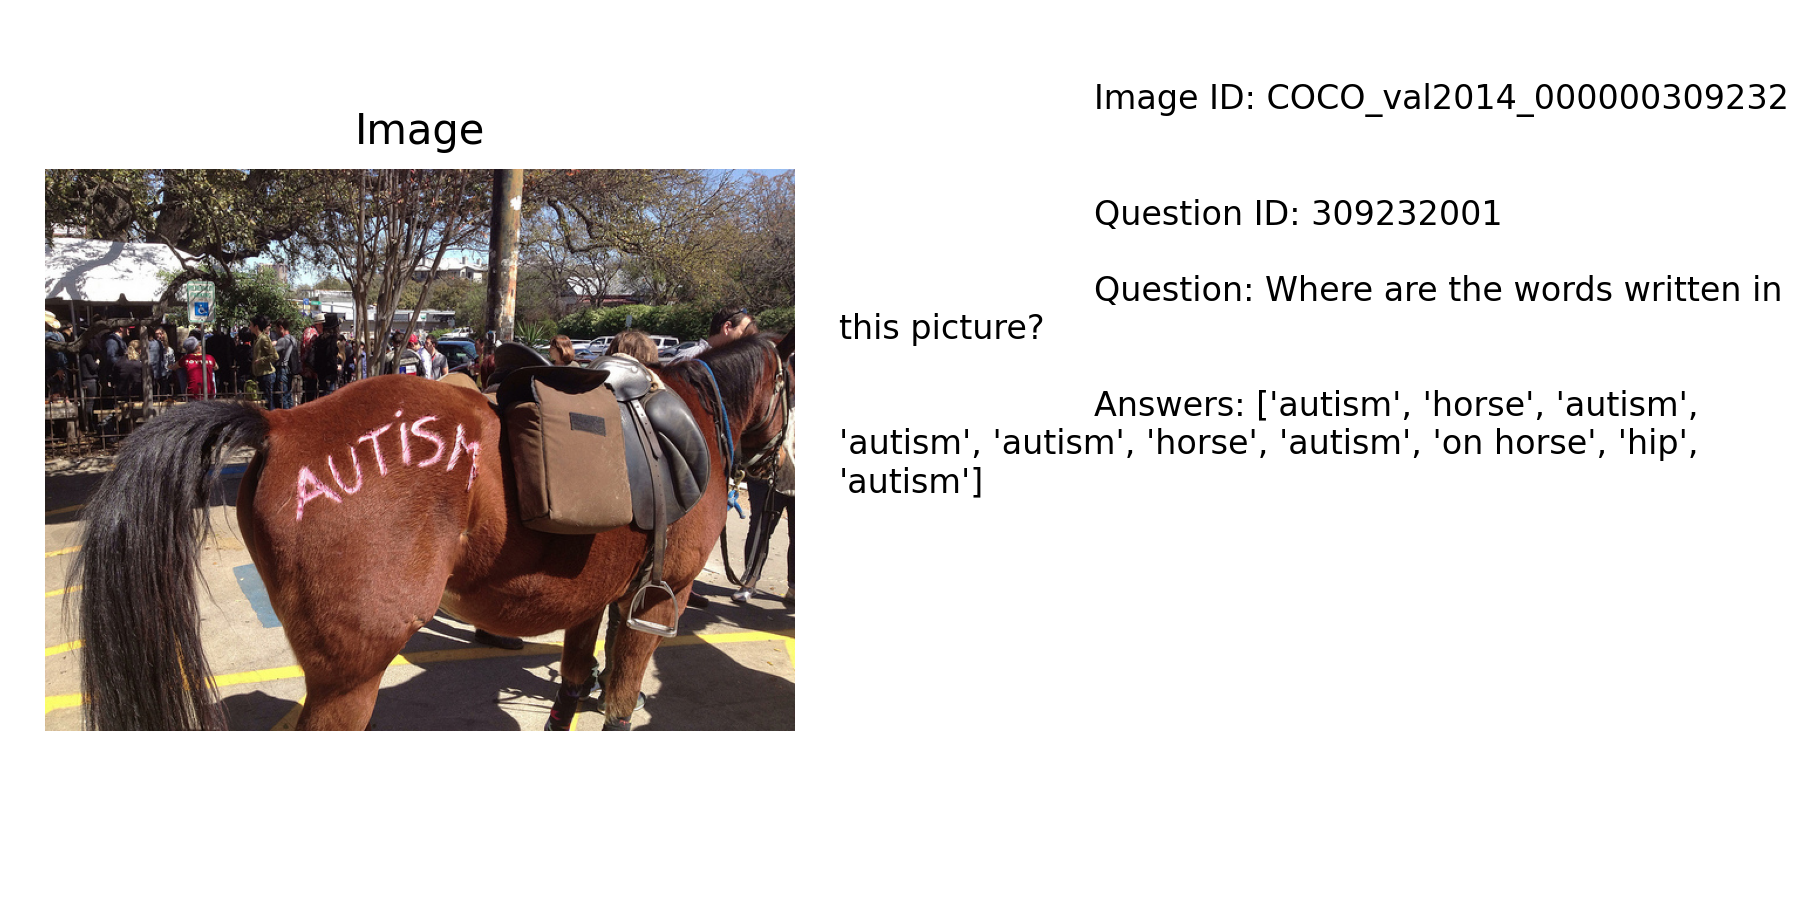 Image
AUTiSM
Image ID: COCO_val2014_000000309232
Question ID: 309232001
Question: Where are the words written in
this picture?
Answers: ['autism', 'horse', 'autism',
'autism', 'autism', 'horse', 'autism', 'on horse', 'hip',
'autism']